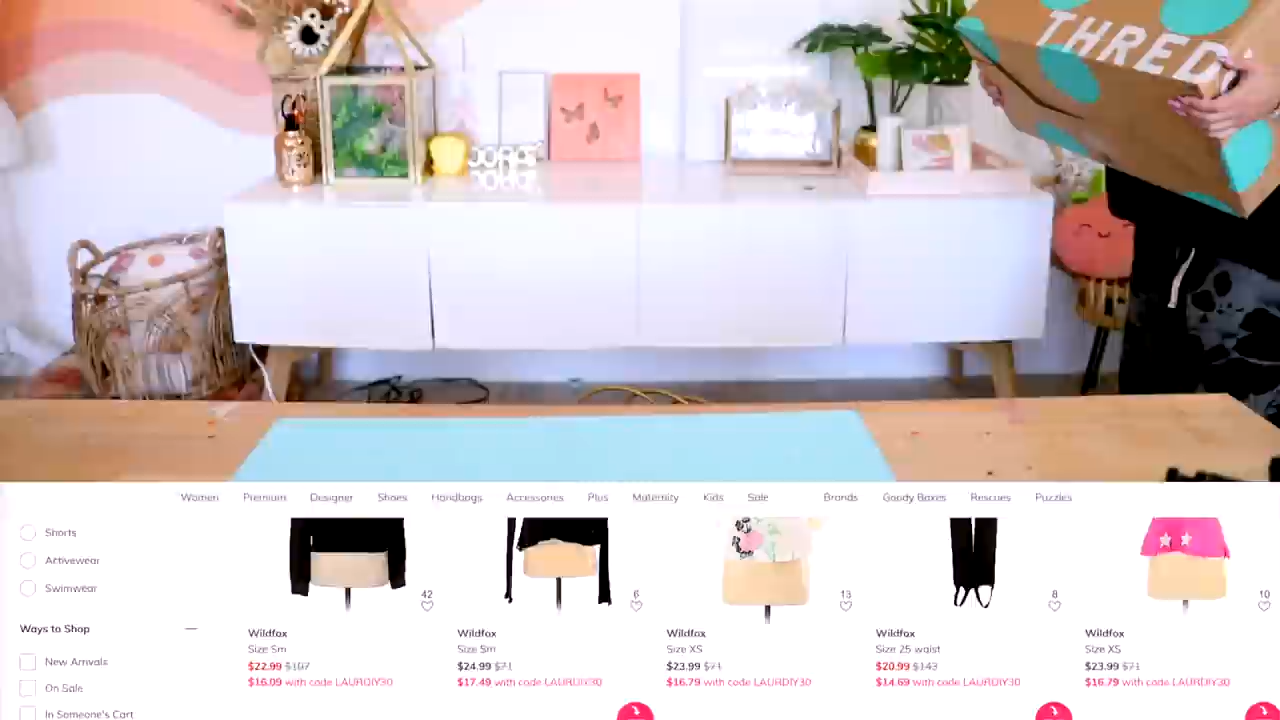 THRED
Women Premium Designer Shoes Handbags Accessories Plus Maternity Kids Sale Brands Goody Boxes Rescues Puzzles
Shorts
Activewear
Swimwear
Ways to Shop
New Arrivals
On Sale
In Someone's Cart
42
Wildfox
Size Sm
$22.99 $107
$16.09 with code LAURDIY30
6
Wildfox
Size Sm
$24.99 $71
$17.49 with code LAURDIY30
13
Wildfox
Size XS
$23.99 $71
$16.79 with code LAURDIY30
8
Wildfox
Size 25 waist
$20.99 $143
$14.69 with code LAURDIY30
10
Wildfox
Size XS
$23.99 $71
$16.79 with code LAURDIY30